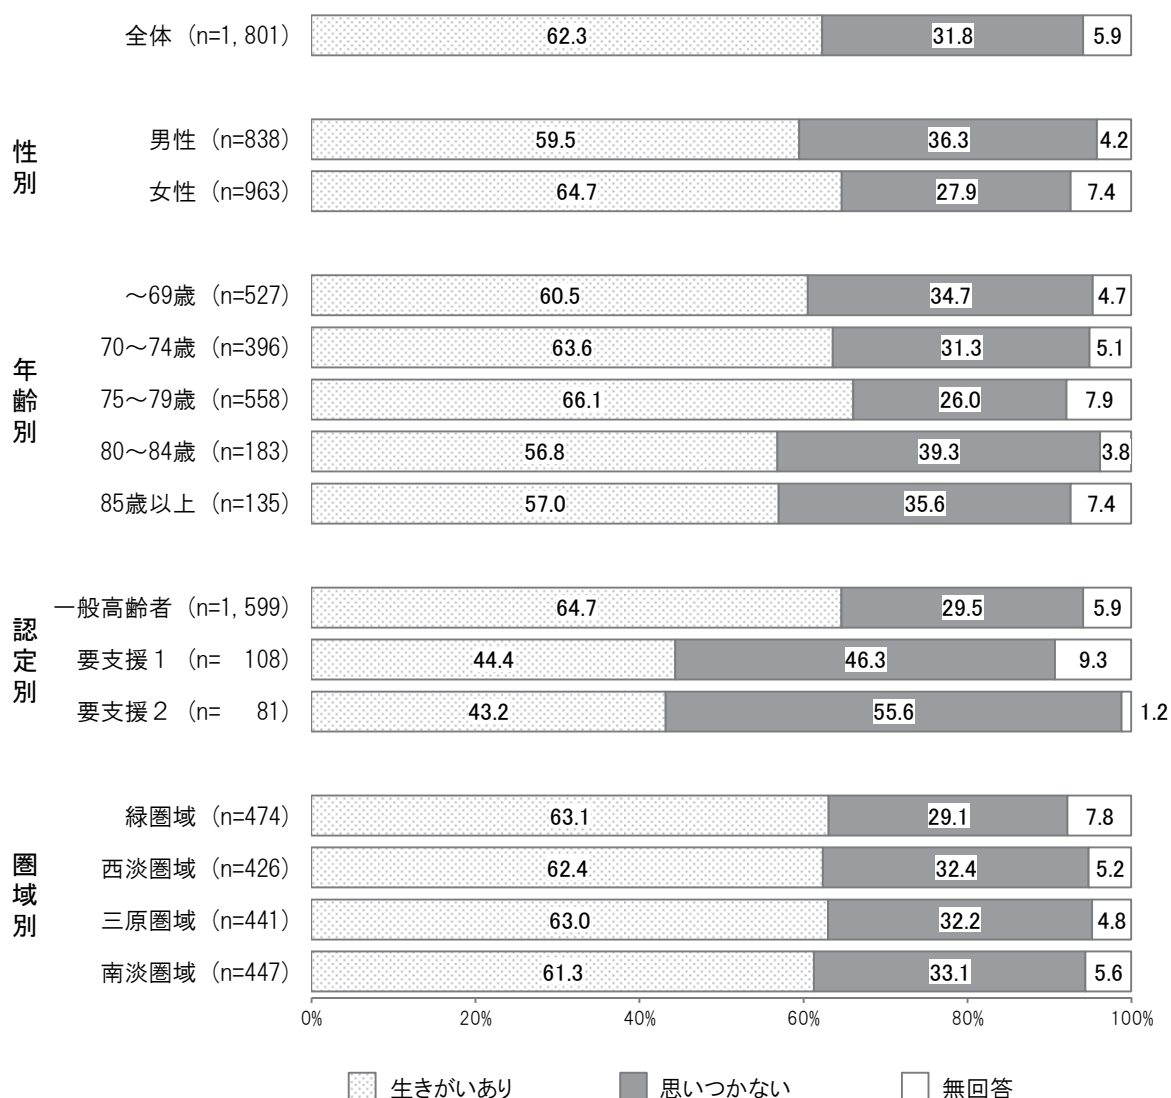 全体（n=1,801） 62.3 31.8 5.9
性別
男性（n=838） 59.5 36.3 4.2
女性（n=963） 64.7 27.9 7.4
年齢別
～69歳（n=527） 60.5 34.7 4.7
70～74歳（n=396） 63.6 31.3 5.1
75～79歳（n=558） 66.1 26.0 7.9
80～84歳（n=183） 56.8 39.3 3.8
85歳以上（n=135） 57.0 35.6 7.4
認定別
一般高齢者（n=1,599） 64.7 29.5 5.9
要支援１（n=　108） 44.4 46.3 9.3
要支援２（n=　81） 43.2 55.6 1.2
圏域別
緑圏域（n=474） 63.1 29.1 7.8
西淡圏域（n=426） 62.4 32.4 5.2
三原圏域（n=441） 63.0 32.2 4.8
南淡圏域（n=447） 61.3 33.1 5.6
0% 20% 40% 60% 80% 100%
生きがいあり 思いつかない 無回答